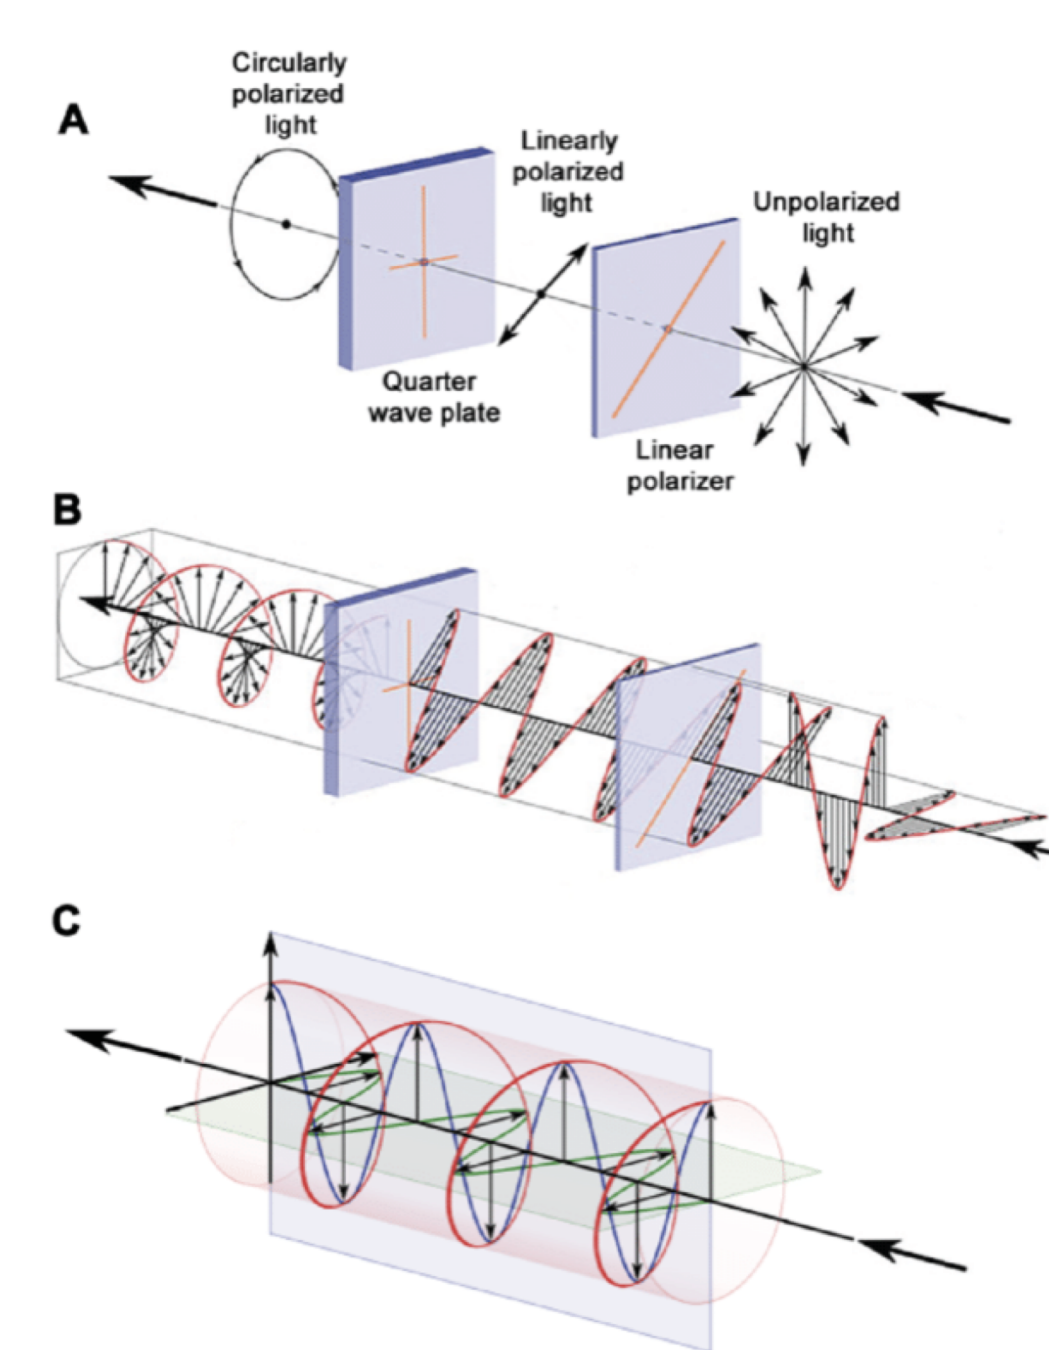 A
Circularly
polarized
light
Linearly
polarized
light
Unpolarized
light
Quarter
wave plate
Linear
polarizer
B
C